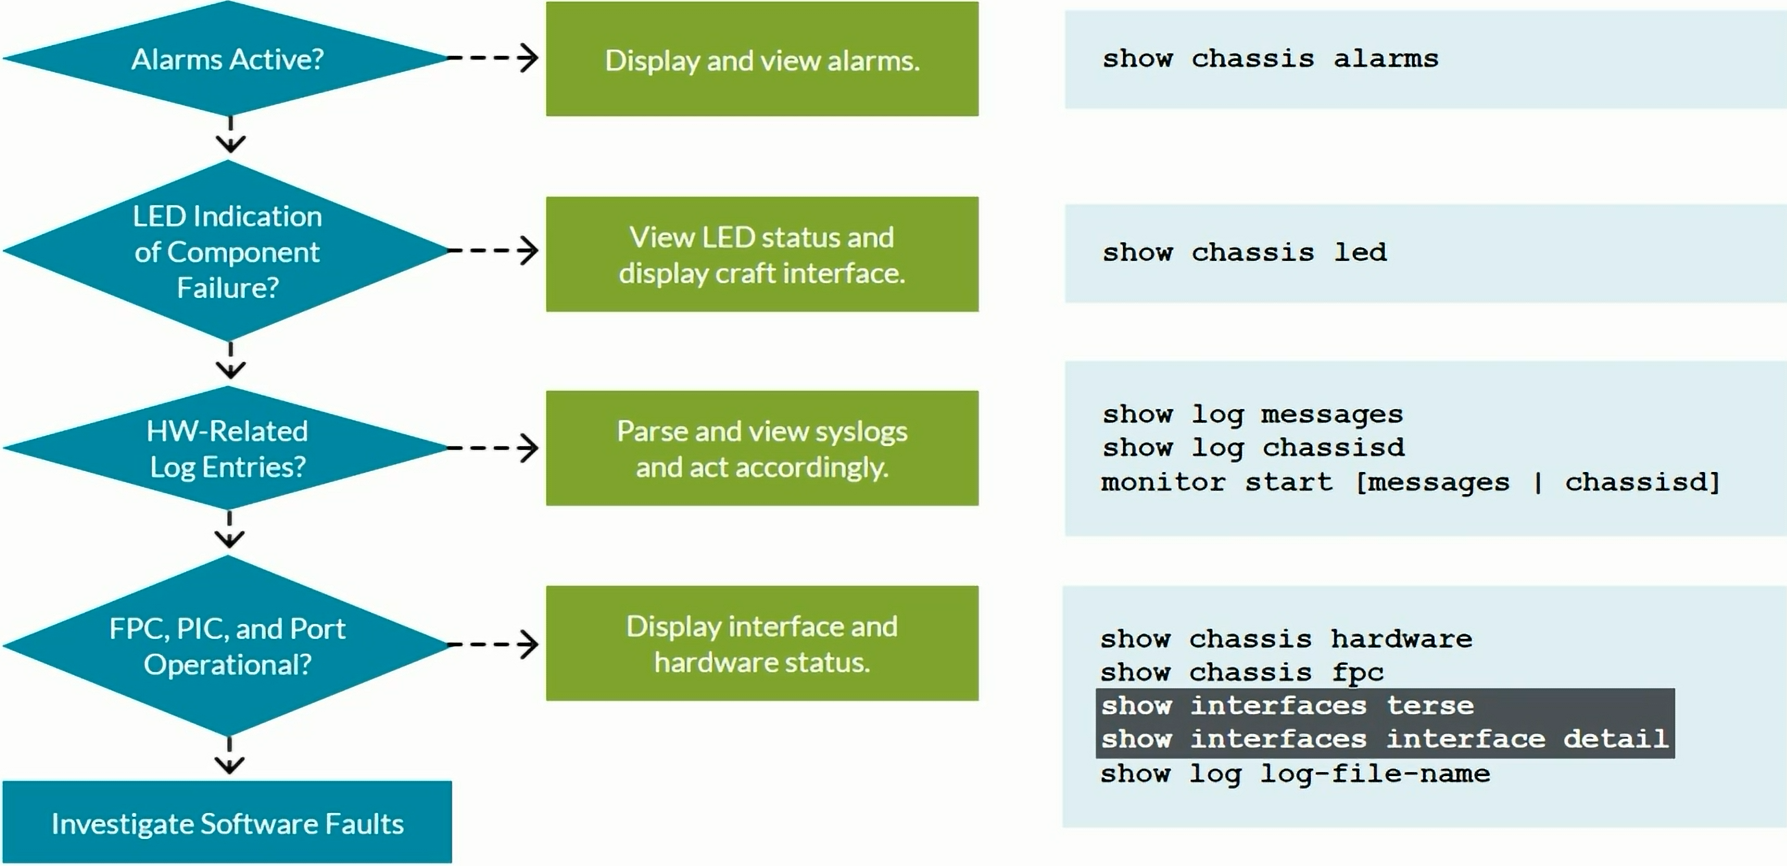 Alarms Active?
Display and view alarms.
show chassis alarms
LED Indication
of Component
Failure?
View LED status and
display craft interface.
show chassis led
HW-Related
Log Entries?
Parse and view syslogs
and act accordingly.
show log messages
show log chassisd
monitor start [messages | chassisd]
FPC, PIC, and Port
Operational?
Display interface and
hardware status.
show chassis hardware
show chassis fpc
show interfaces terse
show interfaces interface detail
show log log-file-name
Investigate Software Faults